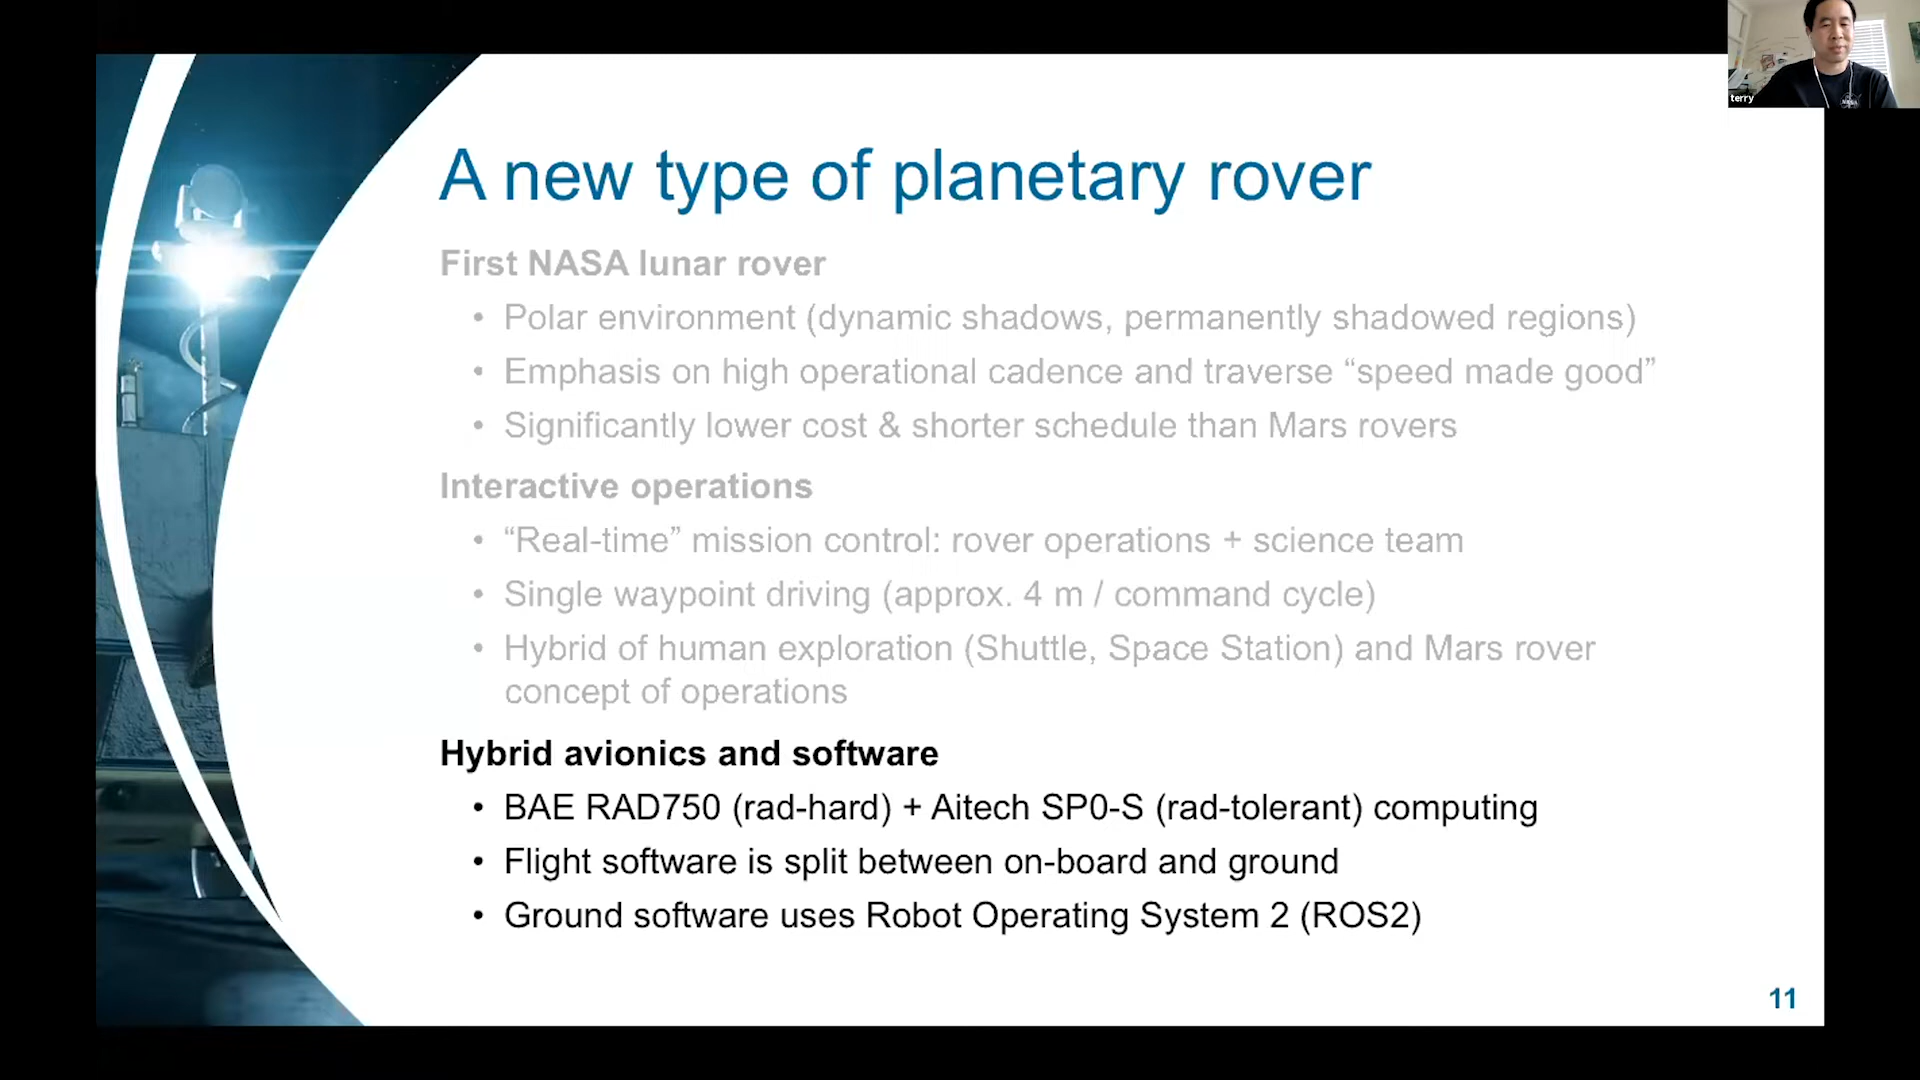 terry
A new type of planetary rover
First NASA lunar rover
• Polar environment (dynamic shadows, permanently shadowed regions)
• Emphasis on high operational cadence and traverse “speed made good”
• Significantly lower cost & shorter schedule than Mars rovers
Interactive operations
• “Real-time” mission control: rover operations + science team
• Single waypoint driving (approx. 4 m / command cycle)
• Hybrid of human exploration (Shuttle, Space Station) and Mars rover
concept of operations
Hybrid avionics and software
• BAE RAD750 (rad-hard) + Aitech SP0-S (rad-tolerant) computing
• Flight software is split between on-board and ground
• Ground software uses Robot Operating System 2 (ROS2)
11